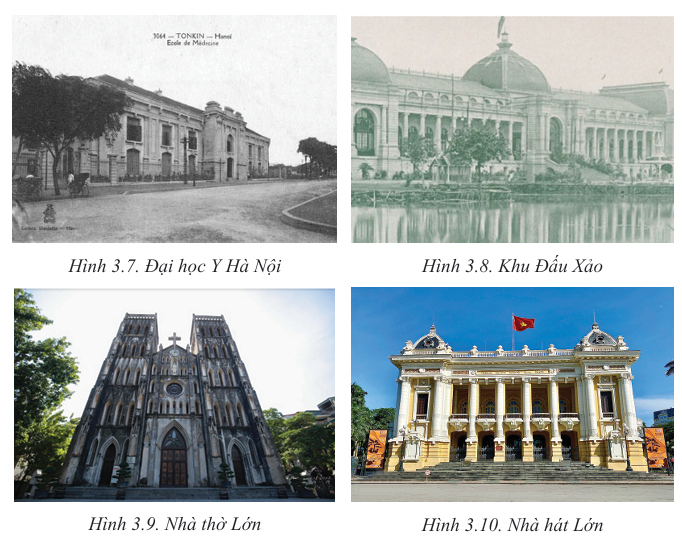 3064 — TONKIN — Hanoï
Ecole de Médecine
Hình 3.7. Đại học Y Hà Nội
Hình 3.8. Khu Đấu Xảo
Hình 3.9. Nhà thờ Lớn
Hình 3.10. Nhà hát Lớn